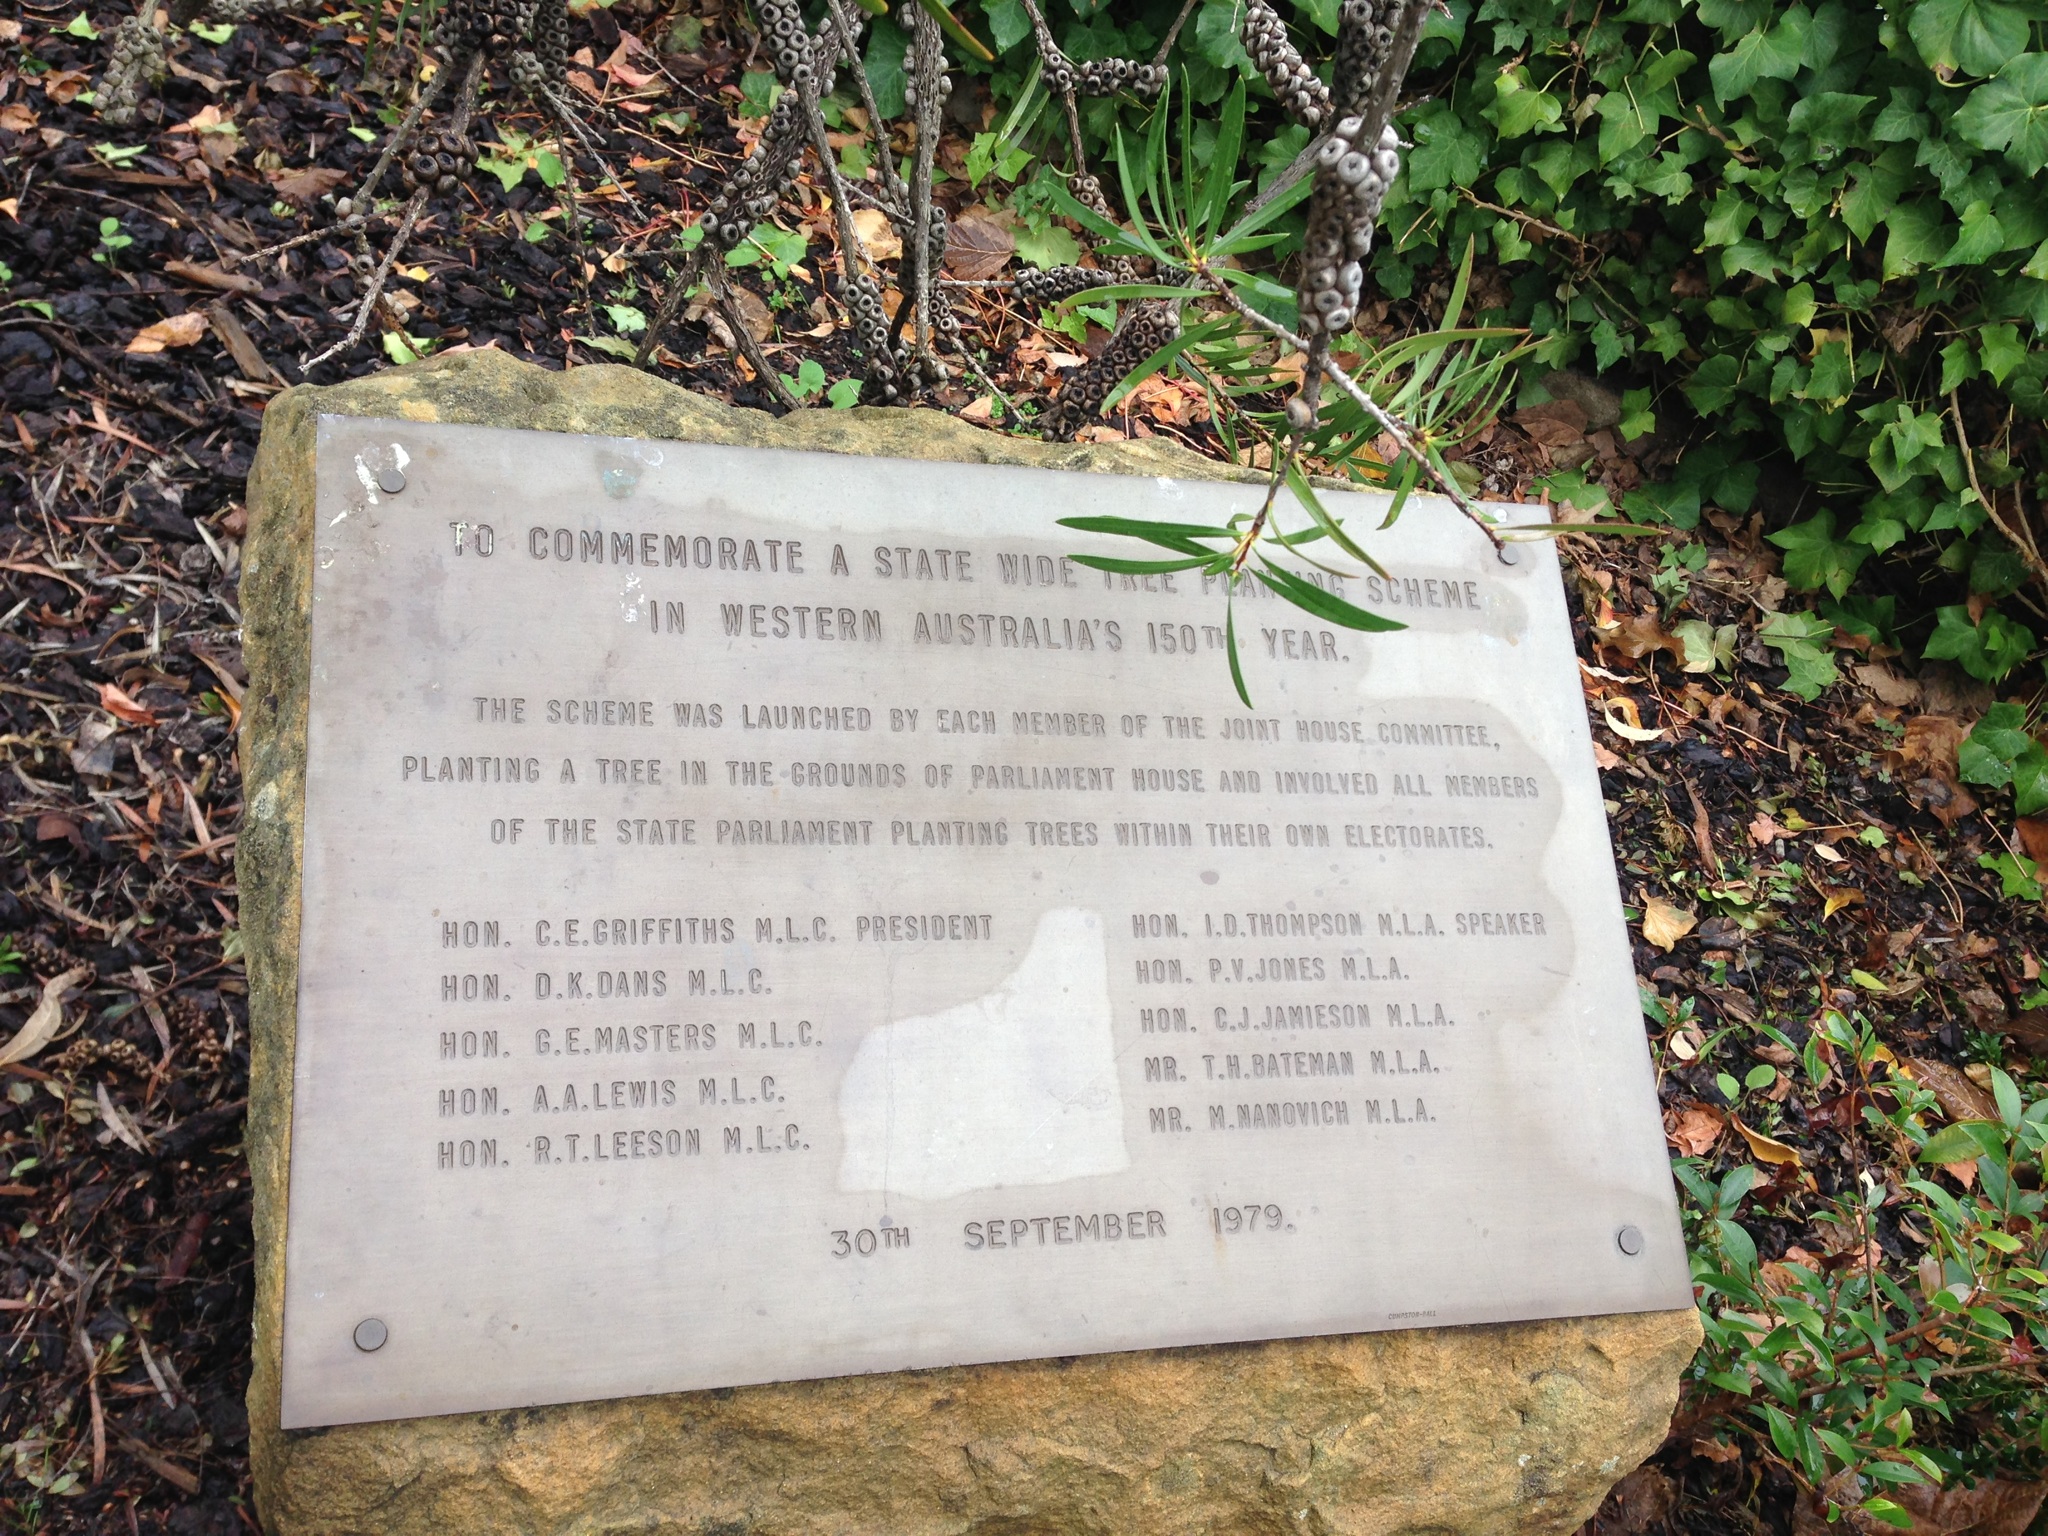 TO COMMEMORATE A STATE WIDE TREE PLANTING SCHEME
IN WESTERN AUSTRALIA'S 150TH YEAR.
THE SCHEME WAS LAUNCHED BY EACH MEMBER OF THE JOINT HOUSE COMMITTEE,
PLANTING A TREE IN THE GROUNDS OF PARLIAMENT HOUSE AND INVOLVED ALL MEMBERS
OF THE STATE PARLIAMENT PLANTING TREES WITHIN THEIR OWN ELECTORATES.
HON. C.E.GRIFFITHS M.L.C. PRESIDENT
HON. D.K.DANS M.L.C.
HON. G.E.MASTERS M.L.C.
HON. A.A.LEWIS M.L.C.
HON. R.T.LEESON M.L.C.
HON. I.D.THOMPSON M.L.A. SPEAKER
HON. P.V.JONES M.L.A.
HON. C.J.JAMIESON M.L.A.
MR. T.H.BATEMAN M.L.A.
MR. M.NANOVICH M.L.A.
30TH SEPTEMBER 1979.